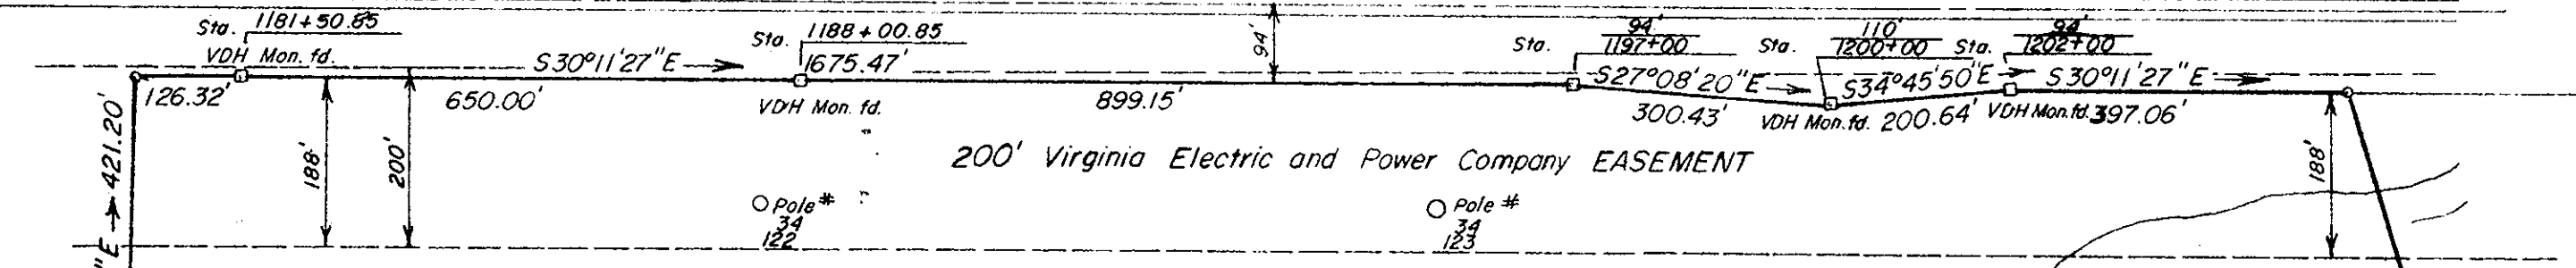 Sta. 1181+50.85
VDH Mon. fd.
S30°11'27"E
Sta. 1188+00.85
1675.47'
VDH Mon. fd.
94'
Sta. 94' 1197+00
Sta. 110' 1200+00
Sta. 94' 1202+00
S27°08'20"E
S34°45'50"E
S30°11'27"E
126.32'
650.00'
899.15'
300.43'
VDH Mon. fd.
200.64'
VDH Mon. fd.
397.06'
"E → 421.20'
188'
200'
200' Virginia Electric and Power Company EASEMENT
188'
Pole #
34
122
Pole #
34
123